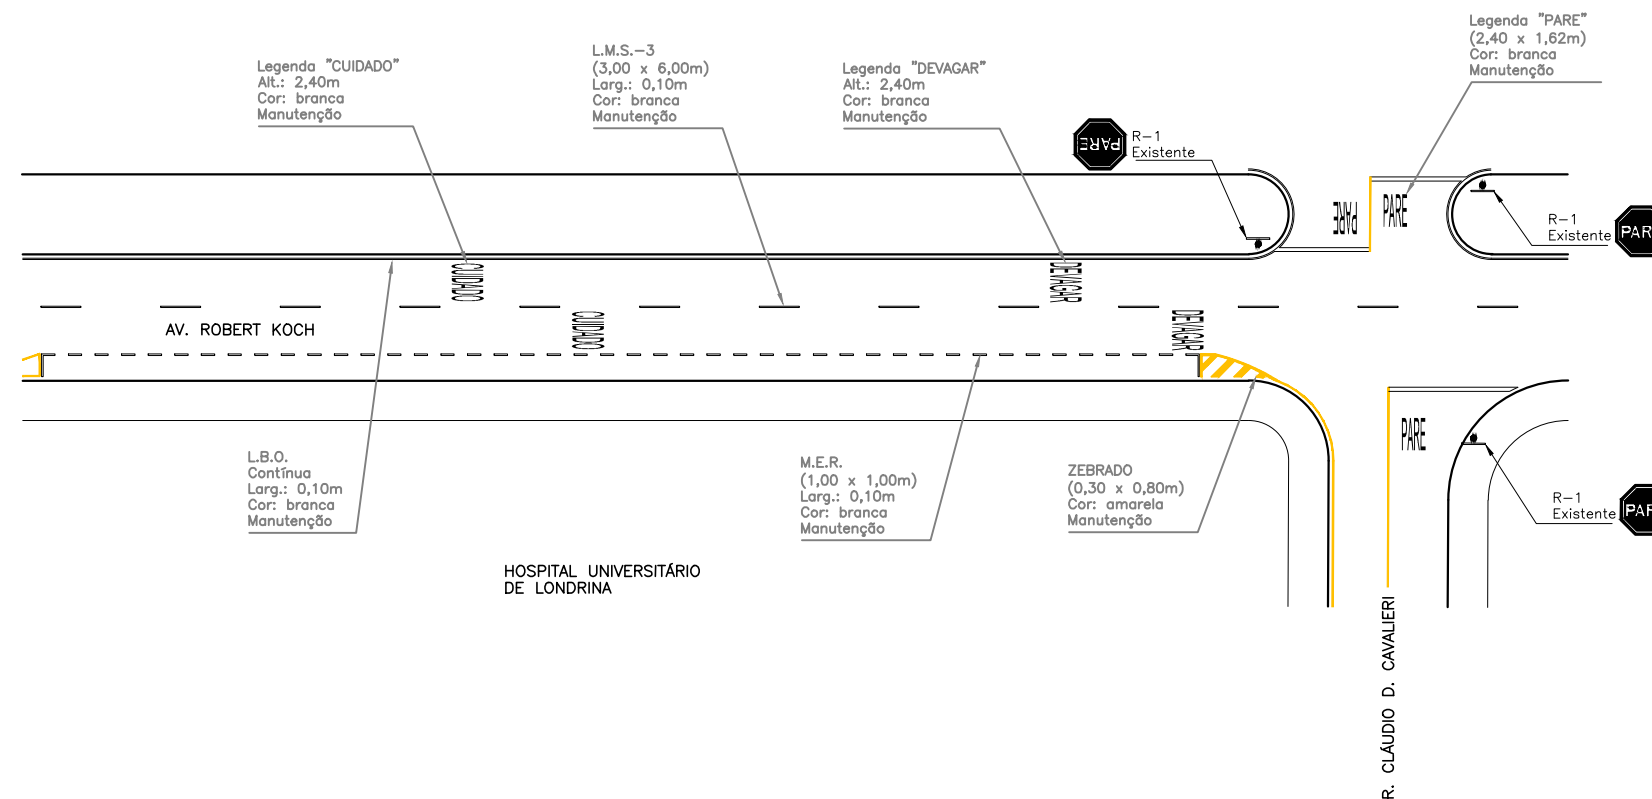 Legenda "CUIDADO"
Alt.: 2,40m
Cor: branca
Manutenção
L.M.S.-3
(3,00 x 6,00m)
Larg.: 0,10m
Cor: branca
Manutenção
Legenda "DEVAGAR"
Alt.: 2,40m
Cor: branca
Manutenção
Legenda "PARE"
(2,40 x 1,62m)
Cor: branca
Manutenção
PARE
R-1
Existente
PARE
PARE
R-1
Existente
PAR
CUIDADO
DEVAGAR
AV. ROBERT KOCH
CUIDADO
DEVAGAR
PARE
L.B.O.
Contínua
Larg.: 0,10m
Cor: branca
Manutenção
M.E.R.
(1,00 x 1,00m)
Larg.: 0,10m
Cor: branca
Manutenção
ZEBRADO
(0,30 x 0,80m)
Cor: amarela
Manutenção
R-1
Existente
PAR
HOSPITAL UNIVERSITÁRIO
DE LONDRINA
R. CLÁUDIO D. CAVALIERI